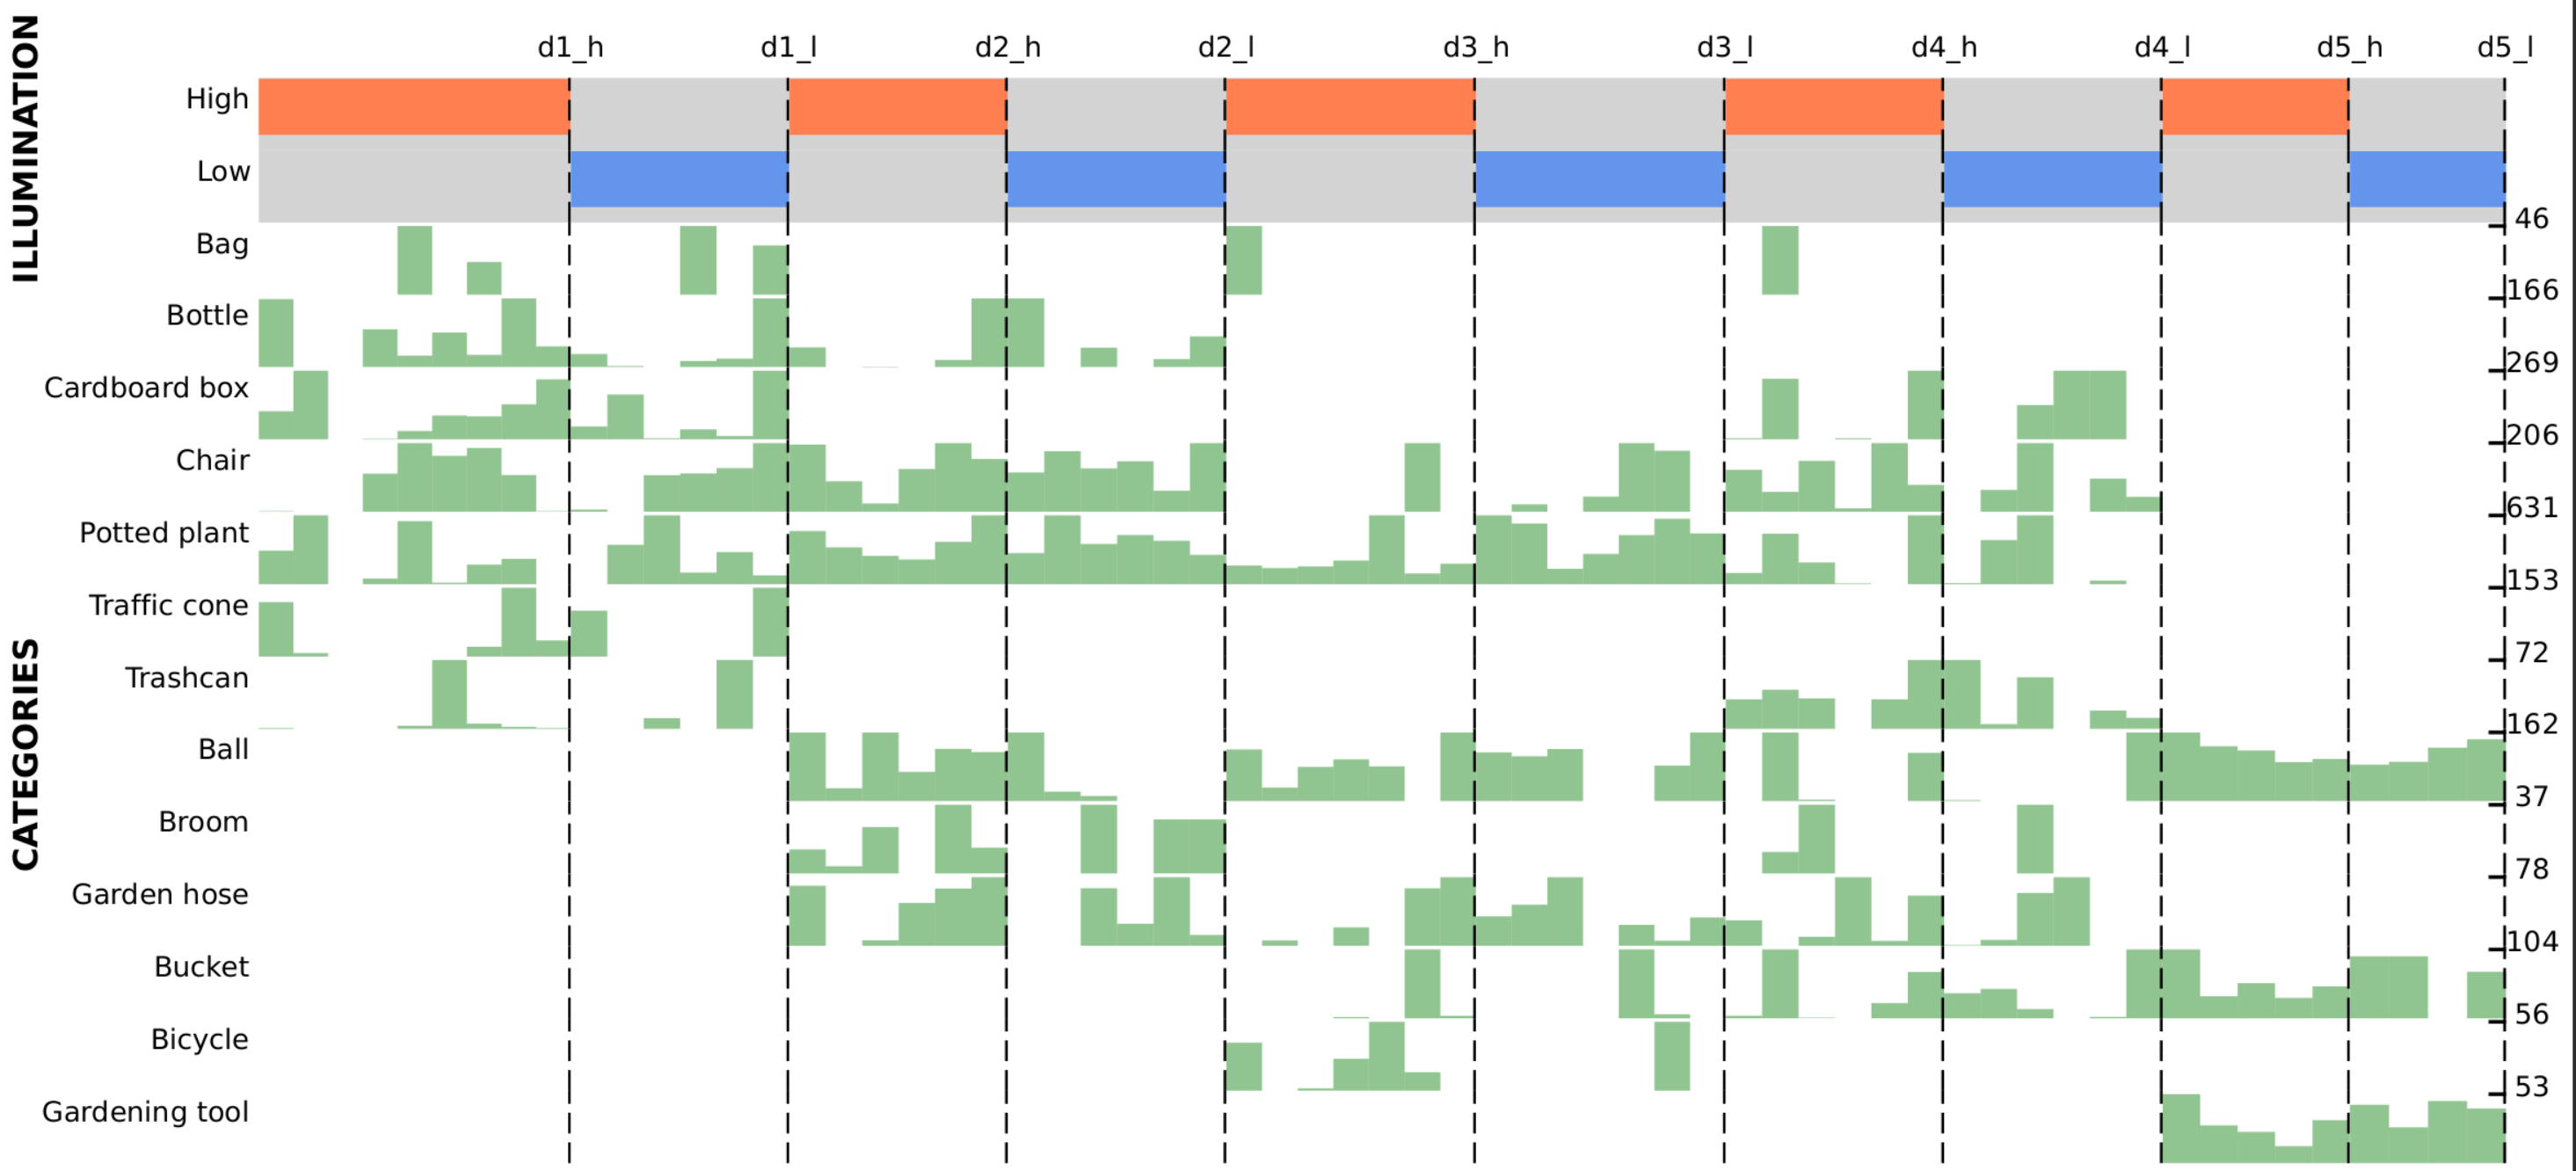 ILLUMINATION
d1_h d1_l d2_h d2_l d3_h d3_l d4_h d4_l d5_h d5_l
High
Low
46
Bag
166
Bottle
269
Cardboard box
206
Chair
631
Potted plant
153
Traffic cone
72
Trashcan
162
Ball
37
Broom
78
Garden hose
104
Bucket
56
Bicycle
53
Gardening tool
CATEGORIES